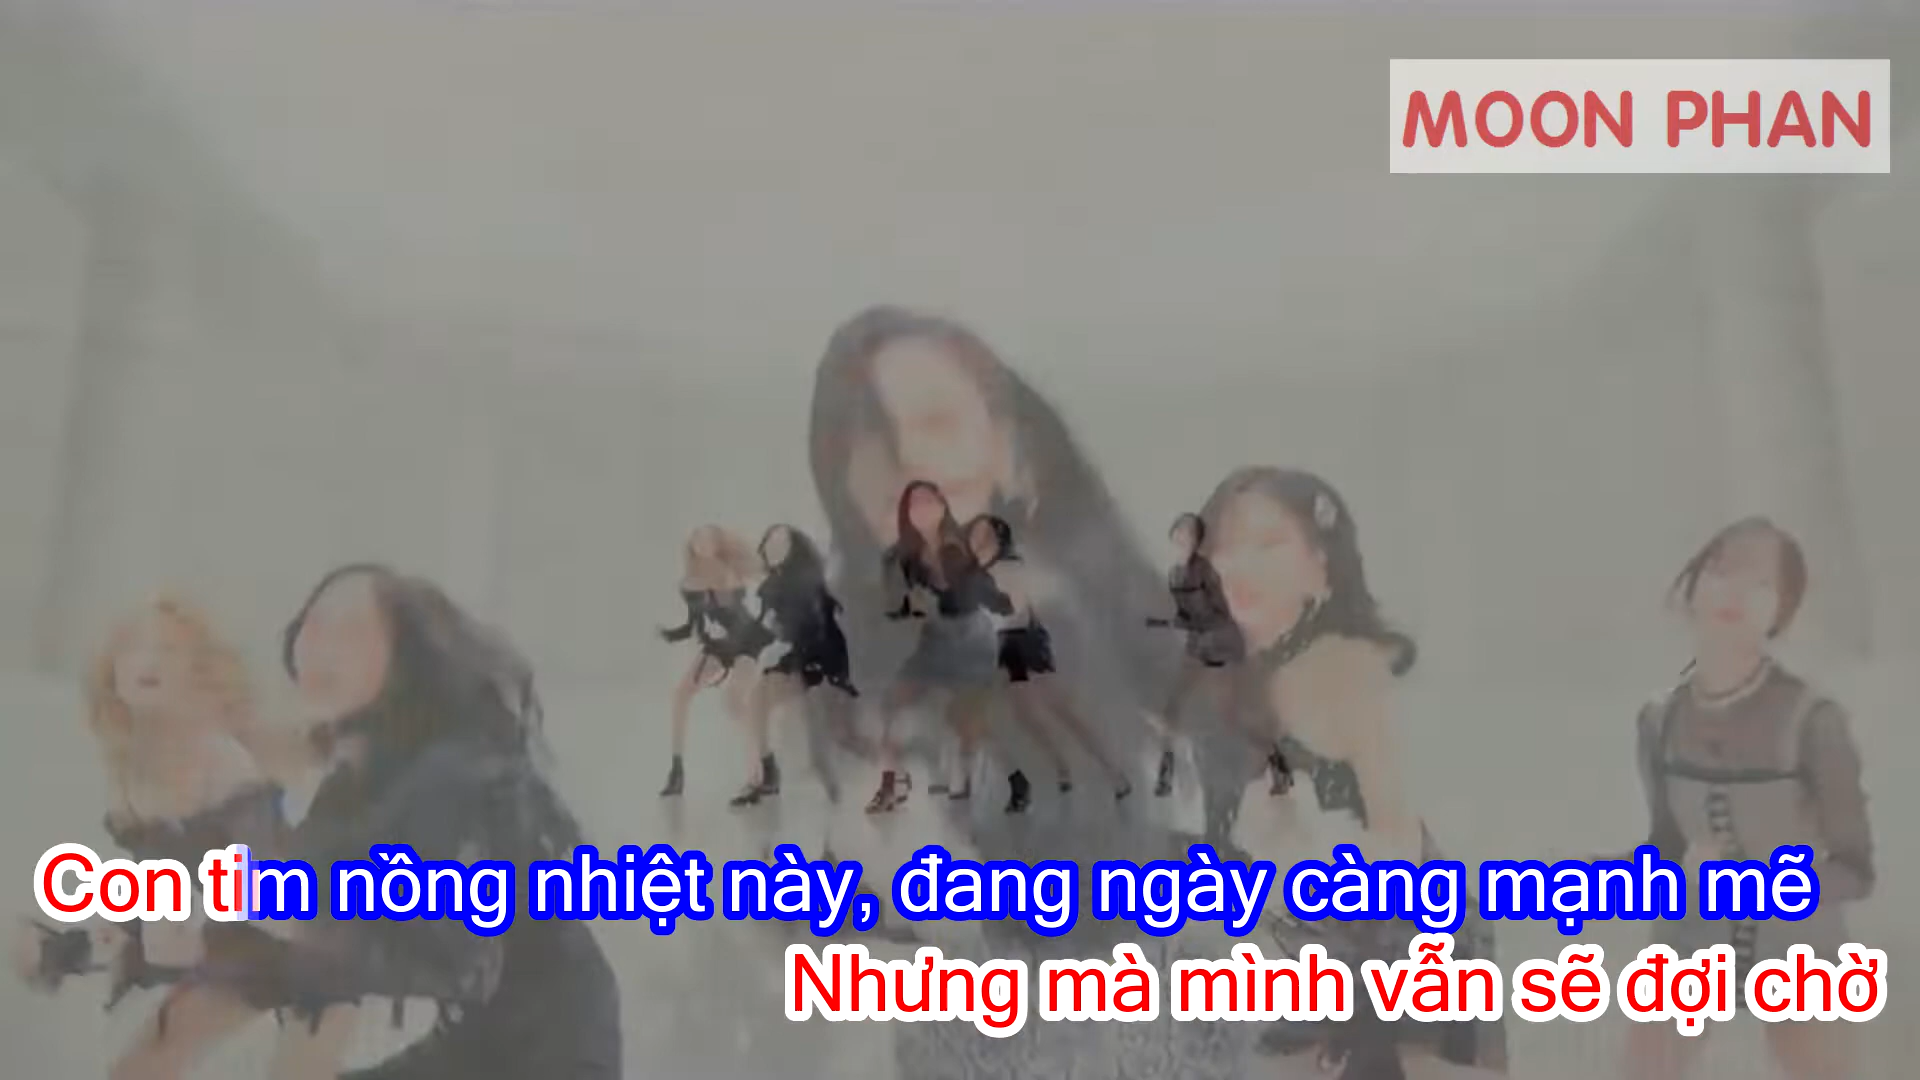 MOON PHAN
Con tim nồng nhiệt này, đang ngày càng mạnh mẽ
Nhưng mà mình vẫn sẽ đợi chờ